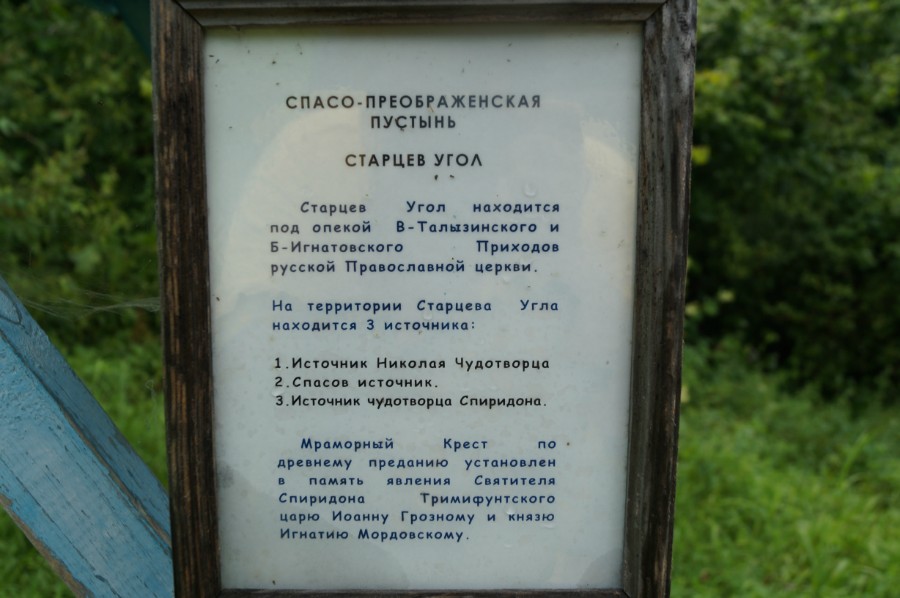 СПАСО-ПРЕОБРАЖЕНСКАЯ
ПУСТЫНЬ
СТАРЦЕВ УГОЛ
Старцев Угол находится
под опекой В-Талызинского и
Б-Игнатовского Приходов
русской Православной церкви.
На территории Старцева Угла
находится 3 источника:
1.Источник Николая Чудотворца
2.Спасов источник.
3.Источник чудотворца Спиридона.
Мраморный Крест по
древнему преданию установлен
в память явления Святителя
Спиридона Тримифунтского
царю Иоанну Грозному и князю
Игнатию Мордовскому.